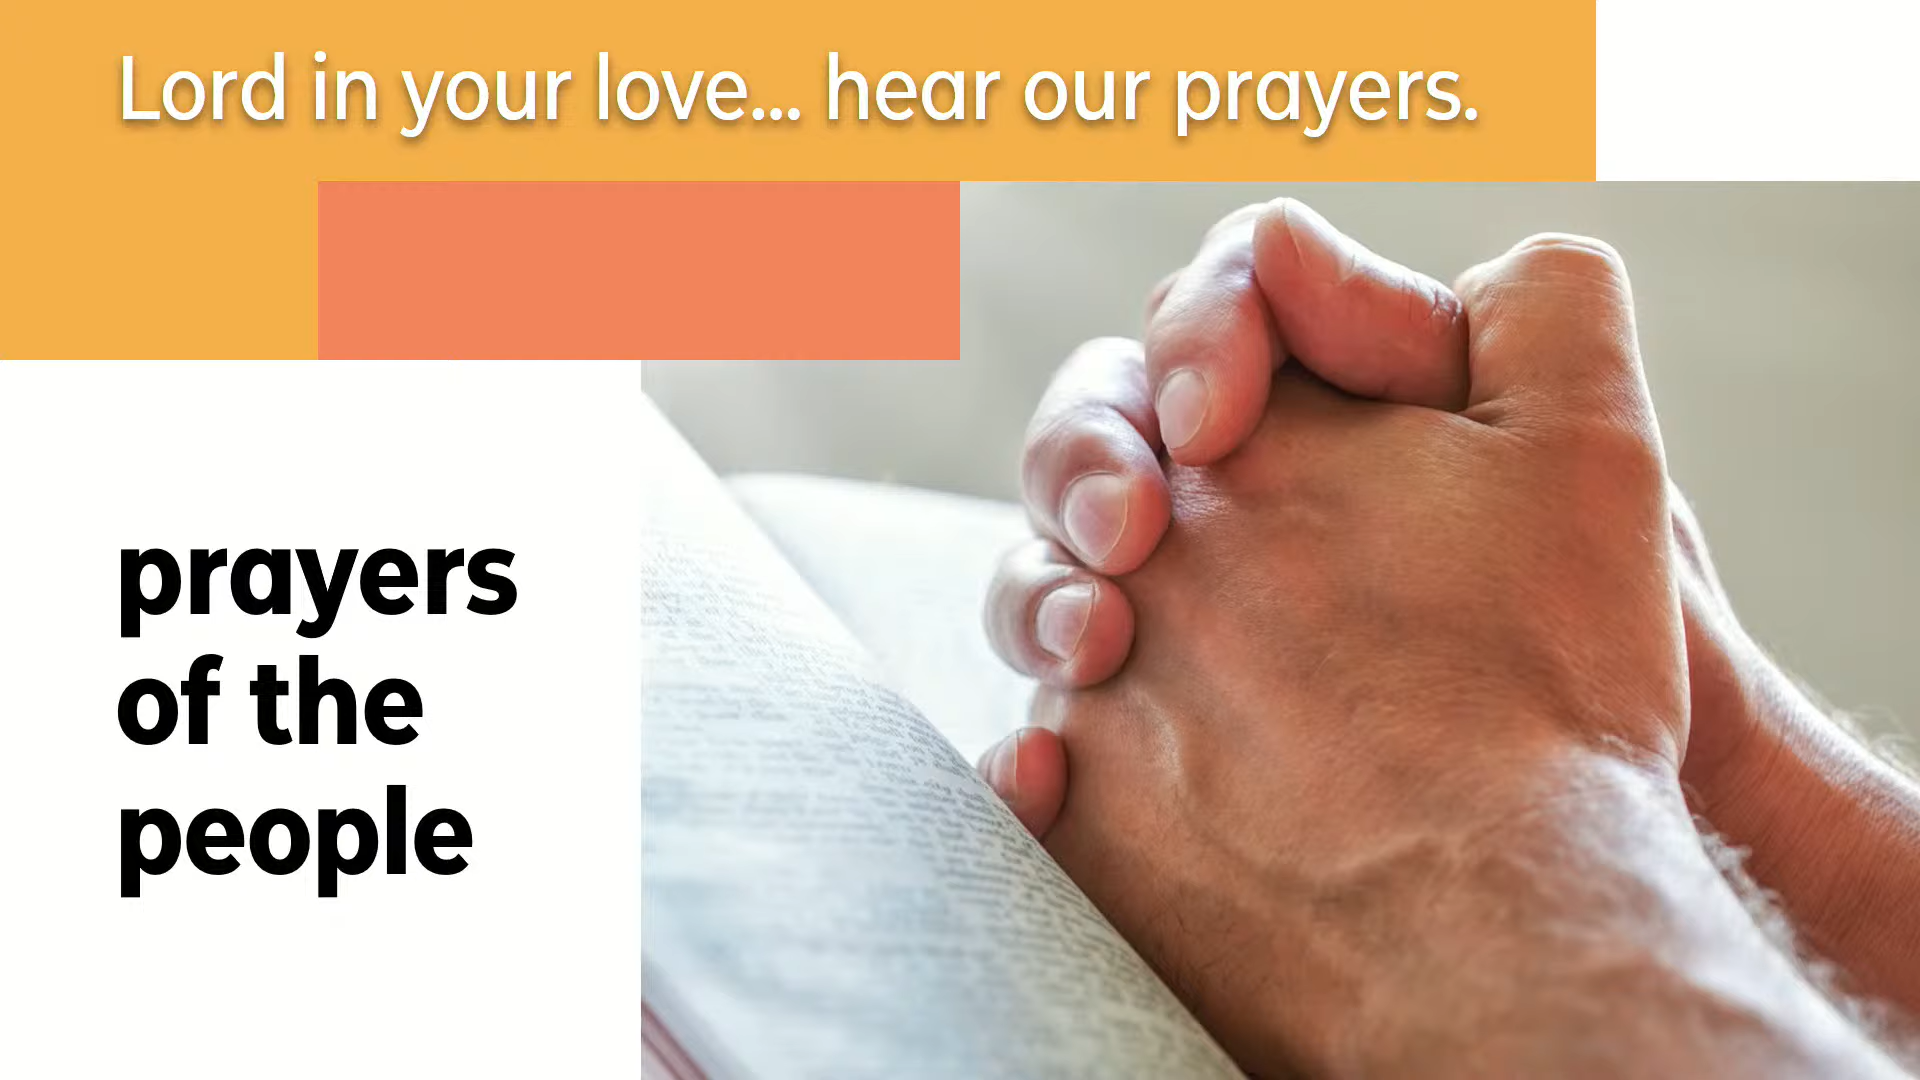 Lord in your love... hear our prayers.
prayers
of the
people